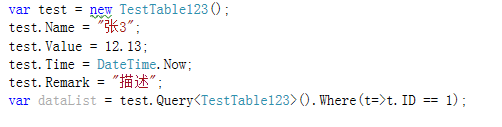 var test = new TestTable123();
test.Name = "张3";
test.Value = 12.13;
test.Time = DateTime.Now;
test.Remark = "描述";
var dataList = test.Query<TestTable123>().Where(t=>t.ID == 1);